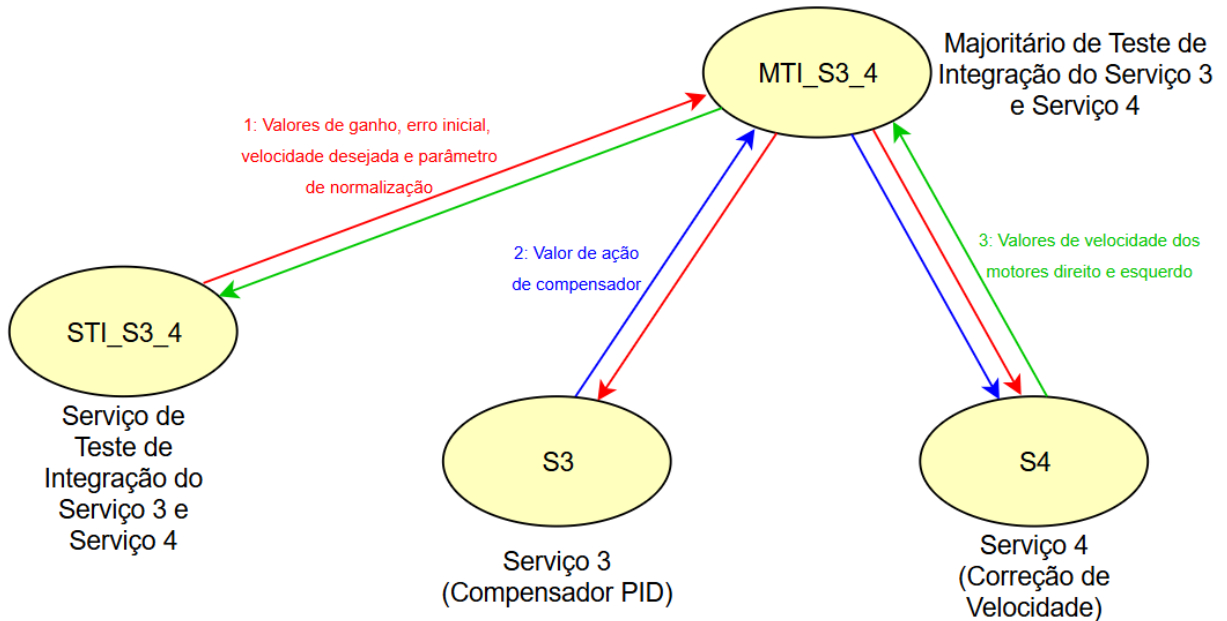 MTI_S3_4
Majoritário de Teste de
Integração do Serviço 3
e Serviço 4
1: Valores de ganho, erro inicial,
velocidade desejada e parâmetro
de normalização
2: Valor de ação
de compensador
3: Valores de velocidade dos
motores direito e esquerdo
STI_S3_4
Serviço de
Teste de
Integração do
Serviço 3 e
Serviço 4
S3
Serviço 3
(Compensador PID)
S4
Serviço 4
(Correção de
Velocidade)